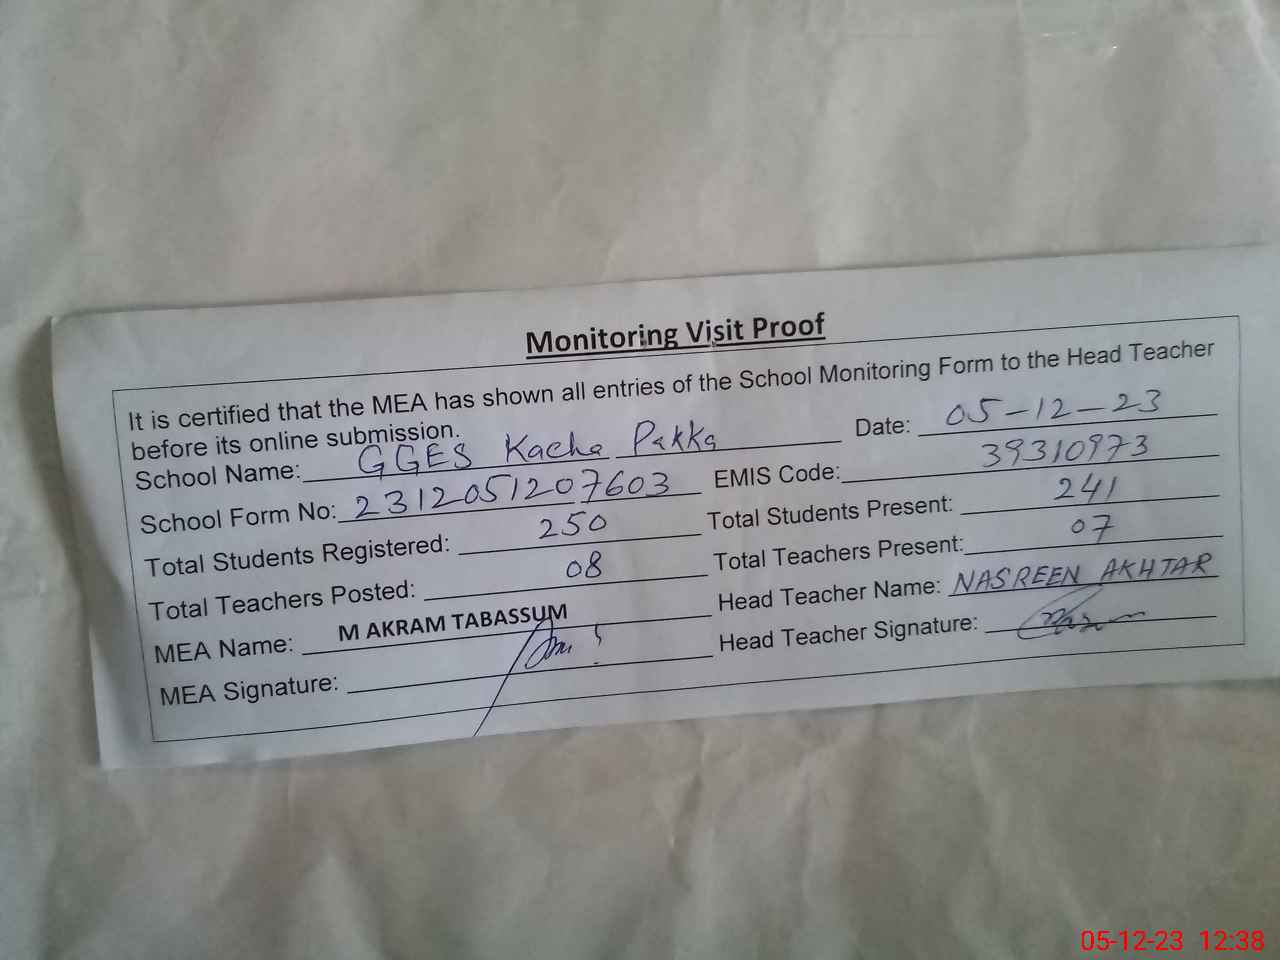 Monitoring Visit Proof
It is certified that the MEA has shown all entries of the School Monitoring Form to the Head Teacher
before its online submission.
School Name: GGES Kacha Pakka Date: 05-12-23
School Form No: 2312051207603 EMIS Code: 39310973
Total Students Registered: 250 Total Students Present: 241
Total Teachers Posted: 08 Total Teachers Present: 07
MEA Name: M AKRAM TABASSUM Head Teacher Name: NASREEN AKHTAR
MEA Signature: Head Teacher Signature:
05-12-23 12:38